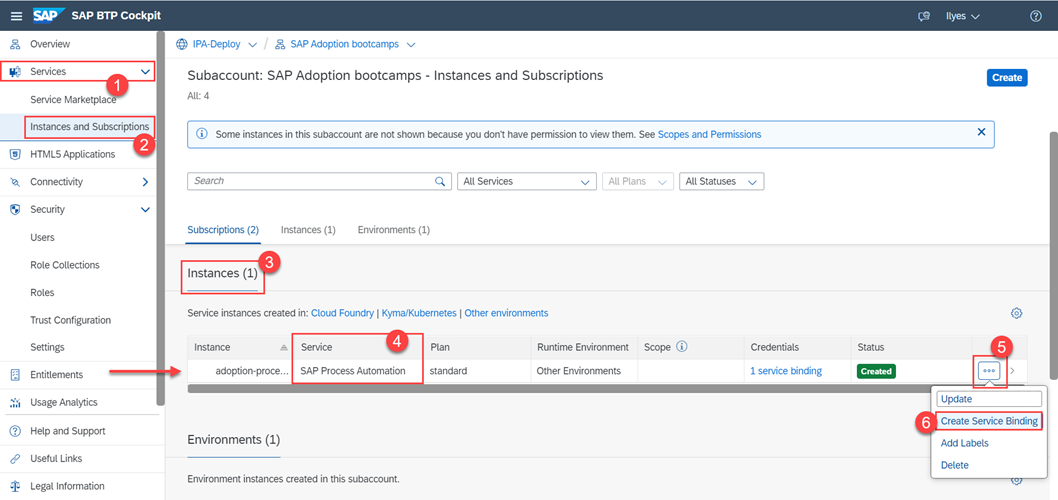 SAP SAP BTP Cockpit Ilyes
Overview
Services
1
Service Marketplace
Instances and Subscriptions
2
HTML5 Applications
Connectivity
Security
Users
Role Collections
Roles
Trust Configuration
Settings
Entitlements
Usage Analytics
Help and Support
Useful Links
Legal Information
IPA-Deploy / SAP Adoption bootcamps
Subaccount: SAP Adoption bootcamps - Instances and Subscriptions
Create
All: 4
Some instances in this subaccount are not shown because you don't have permission to view them. See Scopes and Permissions
Search All Services All Plans All Statuses
Subscriptions (2) Instances (1) Environments (1)
3
Instances (1)
Service instances created in: Cloud Foundry | Kyma/Kubernetes | Other environments
4
5
Instance Service Plan Runtime Environment Scope Credentials Status
adoption-proce... SAP Process Automation standard Other Environments 1 service binding Created
Update
6 Create Service Binding
Add Labels
Delete
Environments (1)
Environment instances created in this subaccount.